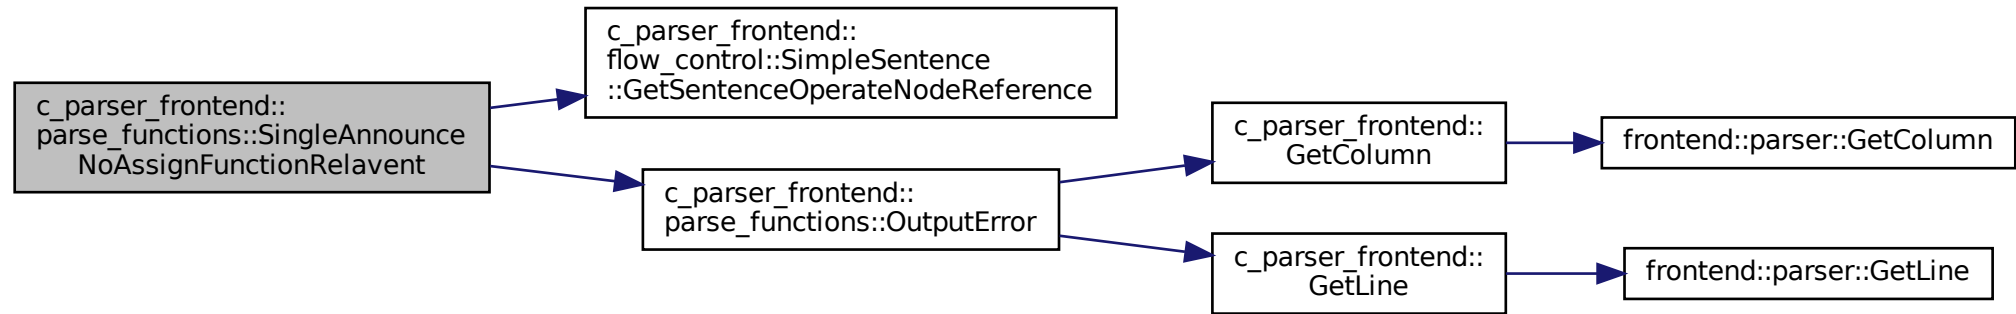 c_parser_frontend::
parse_functions::SingleAnnounce
NoAssignFunctionRelavent
c_parser_frontend::
flow_control::SimpleSentence
::GetSentenceOperateNodeReference
c_parser_frontend::
parse_functions::OutputError
c_parser_frontend::
GetColumn
frontend::parser::GetColumn
c_parser_frontend::
GetLine
frontend::parser::GetLine